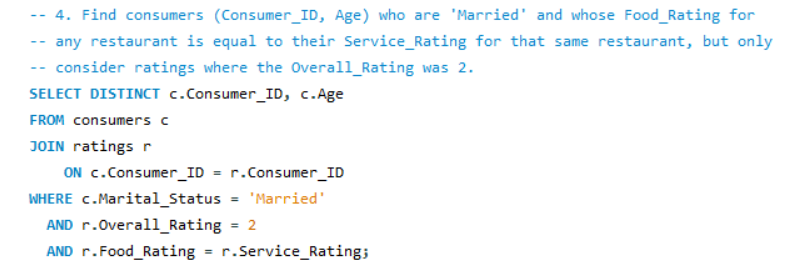 -- 4. Find consumers (Consumer_ID, Age) who are 'Married' and whose Food_Rating for
-- any restaurant is equal to their Service_Rating for that same restaurant, but only
-- consider ratings where the Overall_Rating was 2.
SELECT DISTINCT c.Consumer_ID, c.Age
FROM consumers c
JOIN ratings r
    ON c.Consumer_ID = r.Consumer_ID
WHERE c.Marital_Status = 'Married'
  AND r.Overall_Rating = 2
  AND r.Food_Rating = r.Service_Rating;